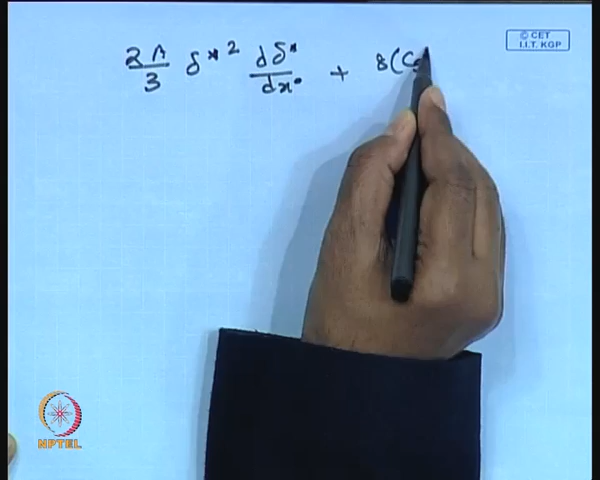 © CET
I.I.T. KGP
2A/3 δ*² dδ*/dx* + 8(C
NPTEL